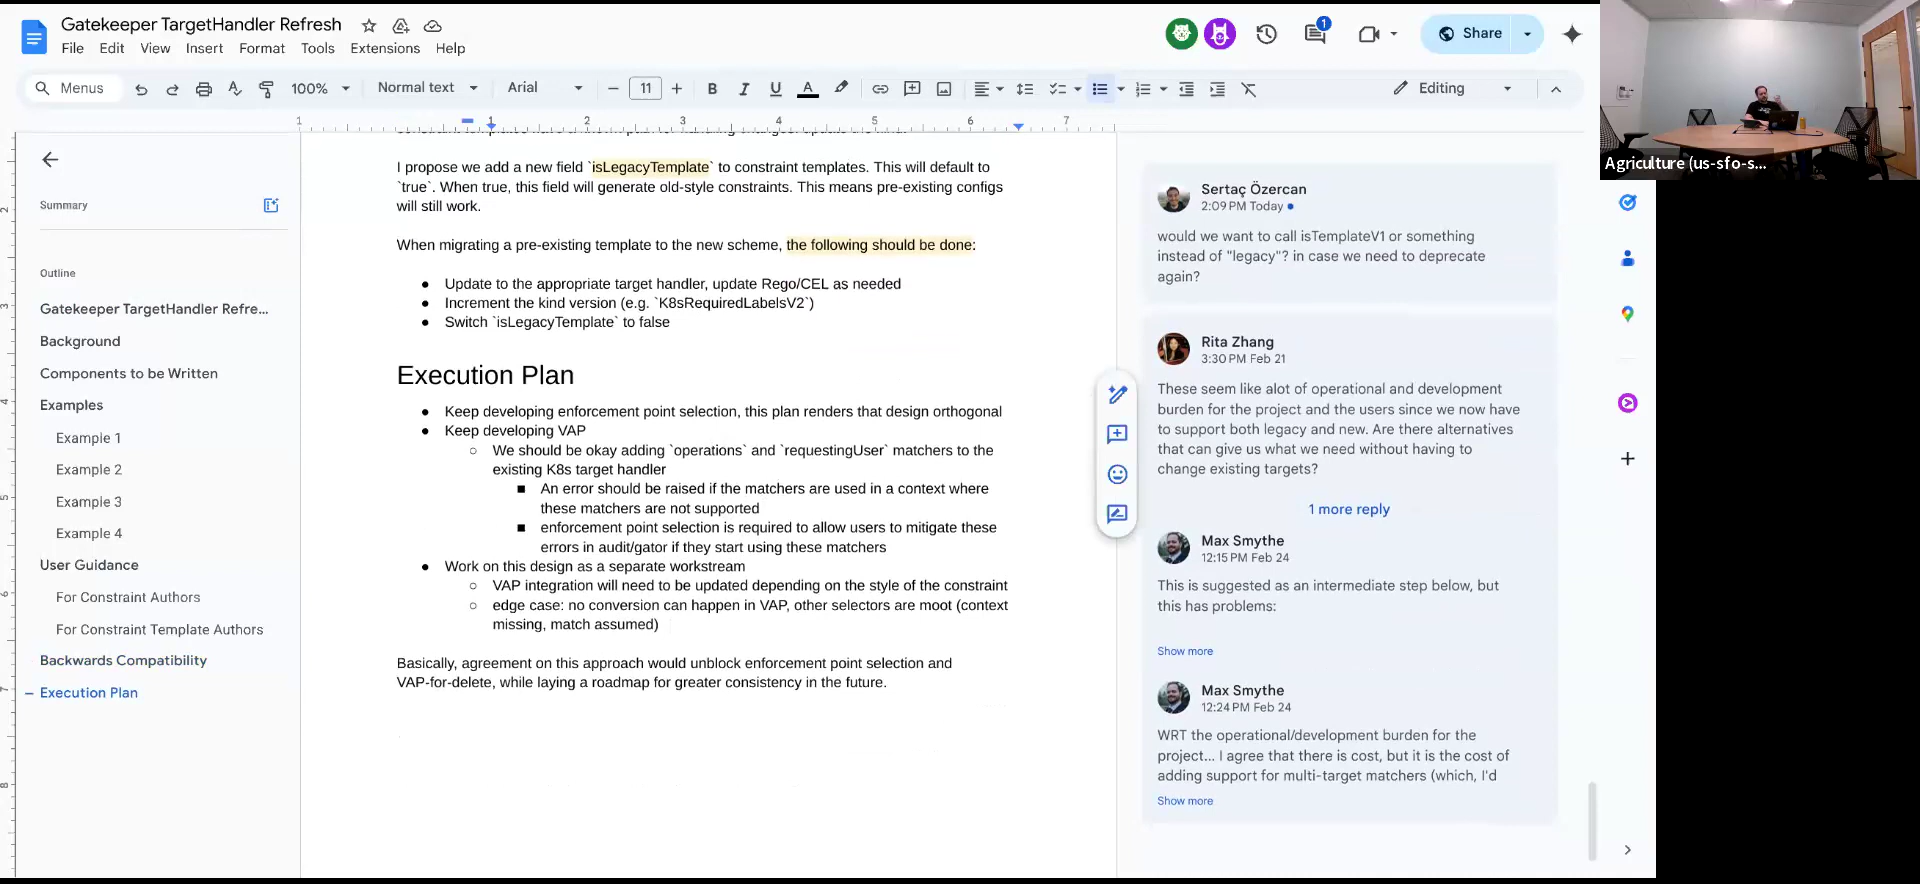 Gatekeeper TargetHandler Refresh
File Edit View Insert Format Tools Extensions Help
1
Share
Menus
100%
Normal text
Arial
11
B I U A
Editing
1 1 2 3 4 5 6 7
Summary
Outline
Gatekeeper TargetHandler Refre...
Background
Components to be Written
Examples
Example 1
Example 2
Example 3
Example 4
User Guidance
For Constraint Authors
For Constraint Template Authors
Backwards Compatibility
Execution Plan
2
3
4
5
6
7
8
I propose we add a new field `isLegacyTemplate` to constraint templates. This will default to
`true`. When true, this field will generate old-style constraints. This means pre-existing configs
will still work.
When migrating a pre-existing template to the new scheme, the following should be done:
● Update to the appropriate target handler, update Rego/CEL as needed
● Increment the kind version (e.g. `K8sRequiredLabelsV2`)
● Switch `isLegacyTemplate` to false
Execution Plan
● Keep developing enforcement point selection, this plan renders that design orthogonal
● Keep developing VAP
○ We should be okay adding `operations` and `requestingUser` matchers to the
existing K8s target handler
■ An error should be raised if the matchers are used in a context where
these matchers are not supported
■ enforcement point selection is required to allow users to mitigate these
errors in audit/gator if they start using these matchers
● Work on this design as a separate workstream
○ VAP integration will need to be updated depending on the style of the constraint
○ edge case: no conversion can happen in VAP, other selectors are moot (context
missing, match assumed)
Basically, agreement on this approach would unblock enforcement point selection and
VAP-for-delete, while laying a roadmap for greater consistency in the future.
Sertaç Özercan
2:09 PM Today
would we want to call isTemplateV1 or something
instead of "legacy"? in case we need to deprecate
again?
Rita Zhang
3:30 PM Feb 21
These seem like alot of operational and development
burden for the project and the users since we now have
to support both legacy and new. Are there alternatives
that can give us what we need without having to
change existing targets?
1 more reply
Max Smythe
12:15 PM Feb 24
This is suggested as an intermediate step below, but
this has problems:
Show more
Max Smythe
12:24 PM Feb 24
WRT the operational/development burden for the
project... I agree that there is cost, but it is the cost of
adding support for multi-target matchers (which, I'd
Show more
Agriculture (us-sfo-s...